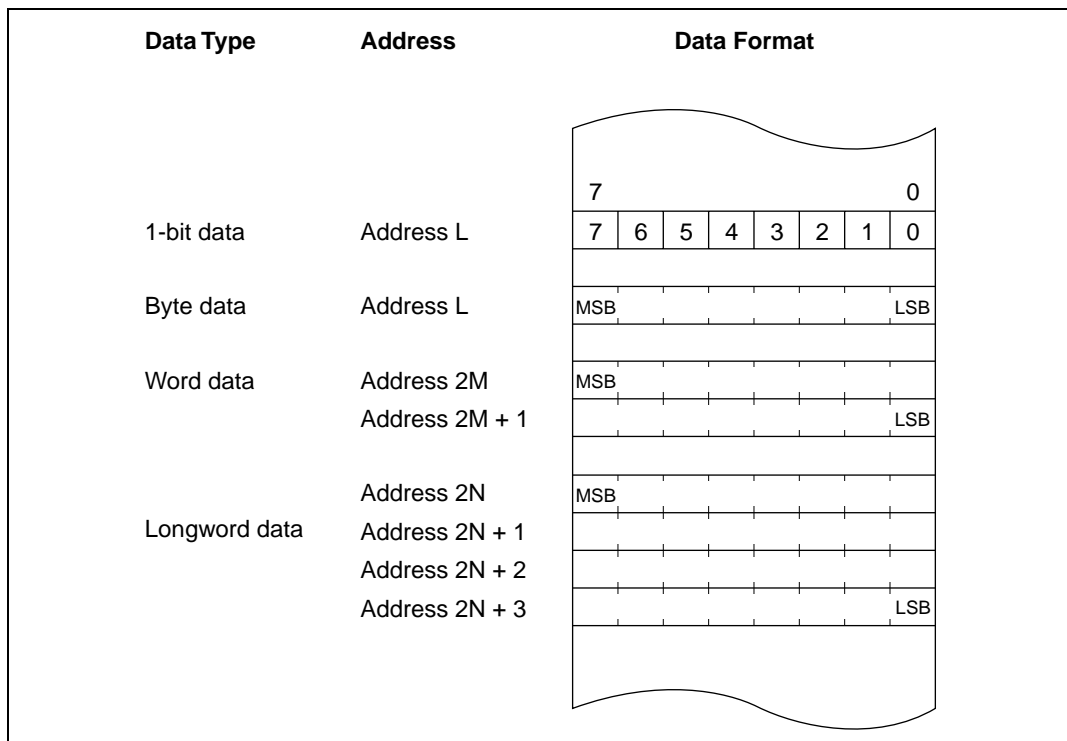 Data Type Address Data Format
7 0
1-bit data Address L 7 6 5 4 3 2 1 0
Byte data Address L MSB LSB
Word data Address 2M MSB
Address 2M + 1 LSB
Address 2N MSB
Longword data Address 2N + 1
Address 2N + 2
Address 2N + 3 LSB